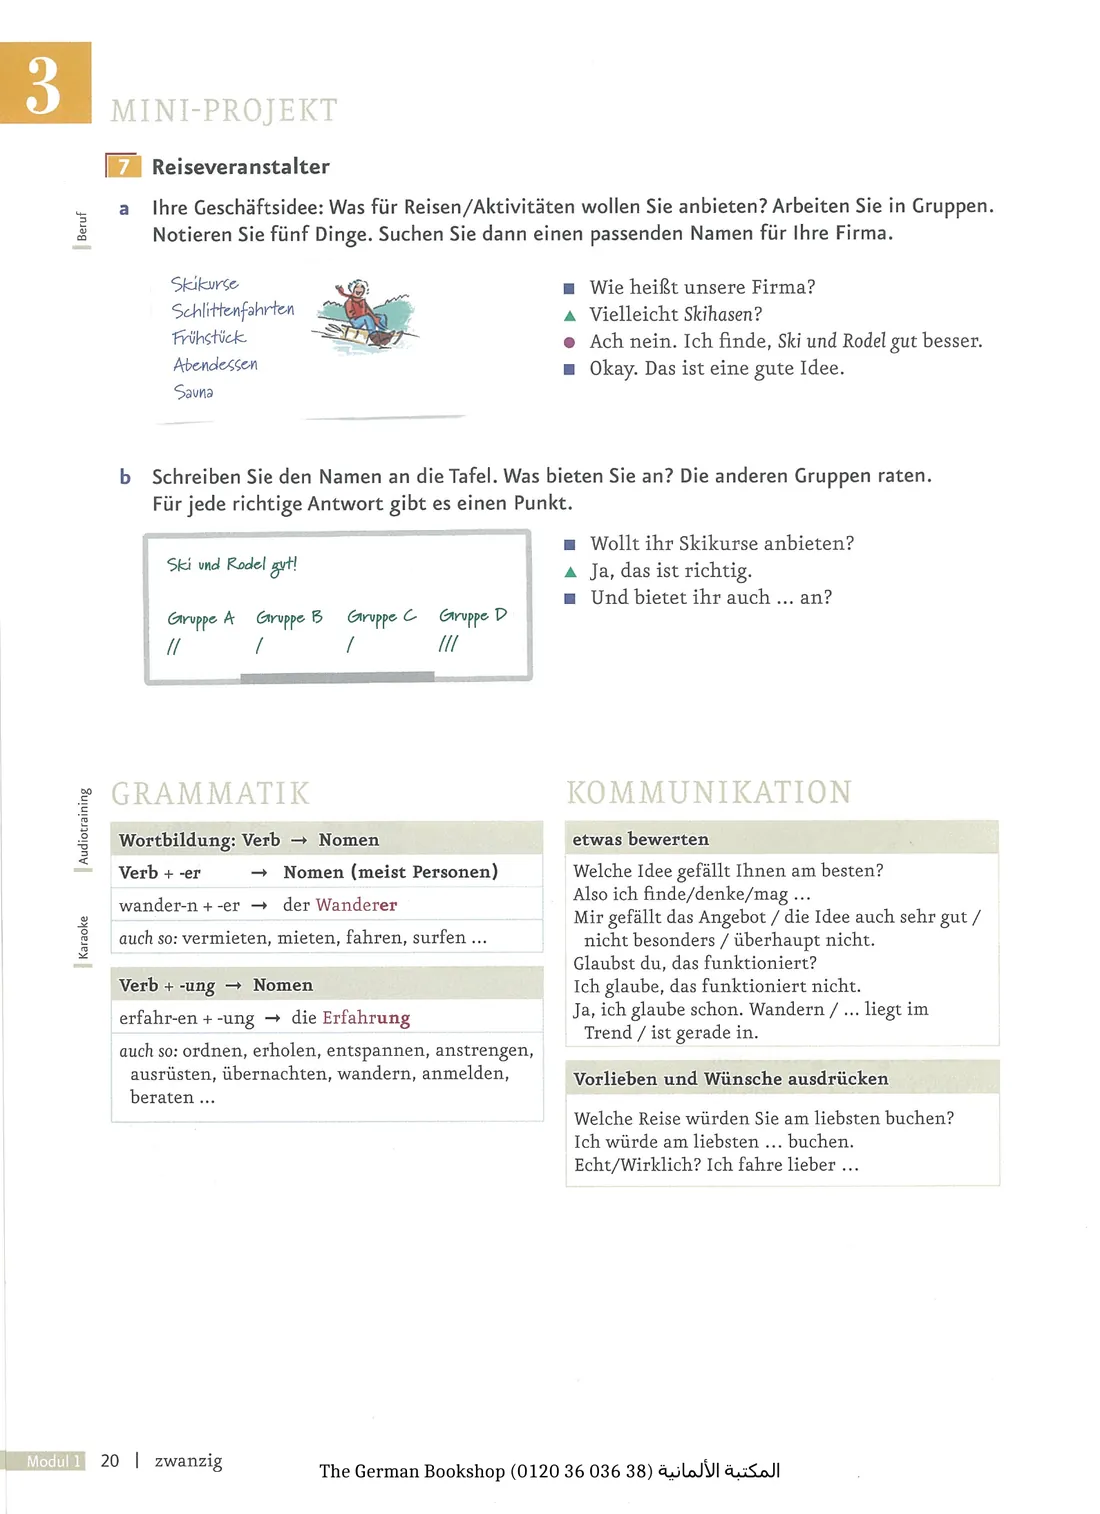 3
MINI-PROJEKT
7 Reiseveranstalter
Beruf
a Ihre Geschäftsidee: Was für Reisen/Aktivitäten wollen Sie anbieten? Arbeiten Sie in Gruppen.
Notieren Sie fünf Dinge. Suchen Sie dann einen passenden Namen für Ihre Firma.
Skikurse
Schlittenfahrten
Frühstück
Abendessen
Sauna
■ Wie heißt unsere Firma?
▲ Vielleicht Skihasen?
● Ach nein. Ich finde, Ski und Rodel gut besser.
■ Okay. Das ist eine gute Idee.
b Schreiben Sie den Namen an die Tafel. Was bieten Sie an? Die anderen Gruppen raten.
Für jede richtige Antwort gibt es einen Punkt.
Ski und Rodel gut!
Gruppe A Gruppe B Gruppe C Gruppe D
// / / ///
■ Wollt ihr Skikurse anbieten?
▲ Ja, das ist richtig.
■ Und bietet ihr auch ... an?
Audiotraining
Karaoke
GRAMMATIK
Wortbildung: Verb → Nomen
Verb + -er → Nomen (meist Personen)
wander-n + -er → der Wanderer
auch so: vermieten, mieten, fahren, surfen ...
Verb + -ung → Nomen
erfahr-en + -ung → die Erfahrung
auch so: ordnen, erholen, entspannen, anstrengen,
ausrüsten, übernachten, wandern, anmelden,
beraten ...
KOMMUNIKATION
etwas bewerten
Welche Idee gefällt Ihnen am besten?
Also ich finde/denke/mag ...
Mir gefällt das Angebot / die Idee auch sehr gut /
nicht besonders / überhaupt nicht.
Glaubst du, das funktioniert?
Ich glaube, das funktioniert nicht.
Ja, ich glaube schon. Wandern / ... liegt im
Trend / ist gerade in.
Vorlieben und Wünsche ausdrücken
Welche Reise würden Sie am liebsten buchen?
Ich würde am liebsten ... buchen.
Echt/Wirklich? Ich fahre lieber ...
Modul 1 20 | zwanzig
The German Bookshop (0120 36 036 38) المكتبة الألمانية